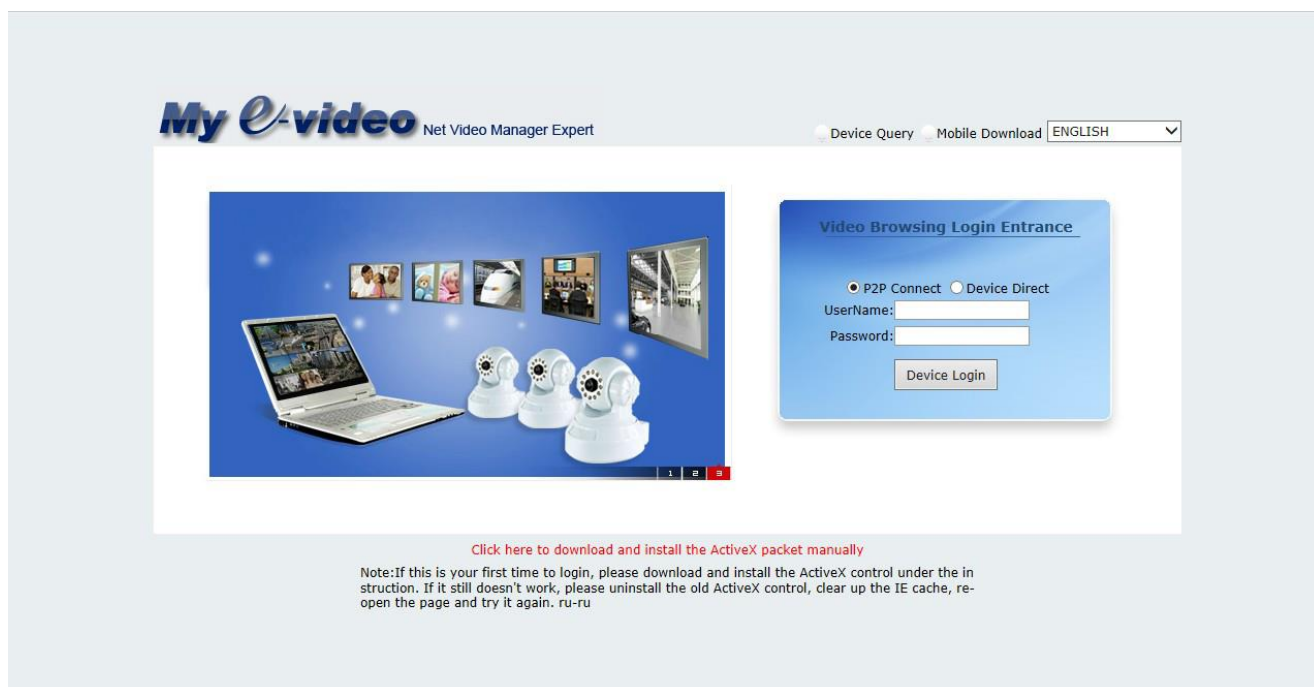 My e-video Net Video Manager Expert
Device Query Mobile Download ENGLISH
Video Browsing Login Entrance
P2P Connect Device Direct
UserName:
Password:
Device Login
1 2 3
Click here to download and install the ActiveX packet manually
Note:If this is your first time to login, please download and install the ActiveX control under the in
struction. If it still doesn't work, please uninstall the old ActiveX control, clear up the IE cache, re-
open the page and try it again. ru-ru